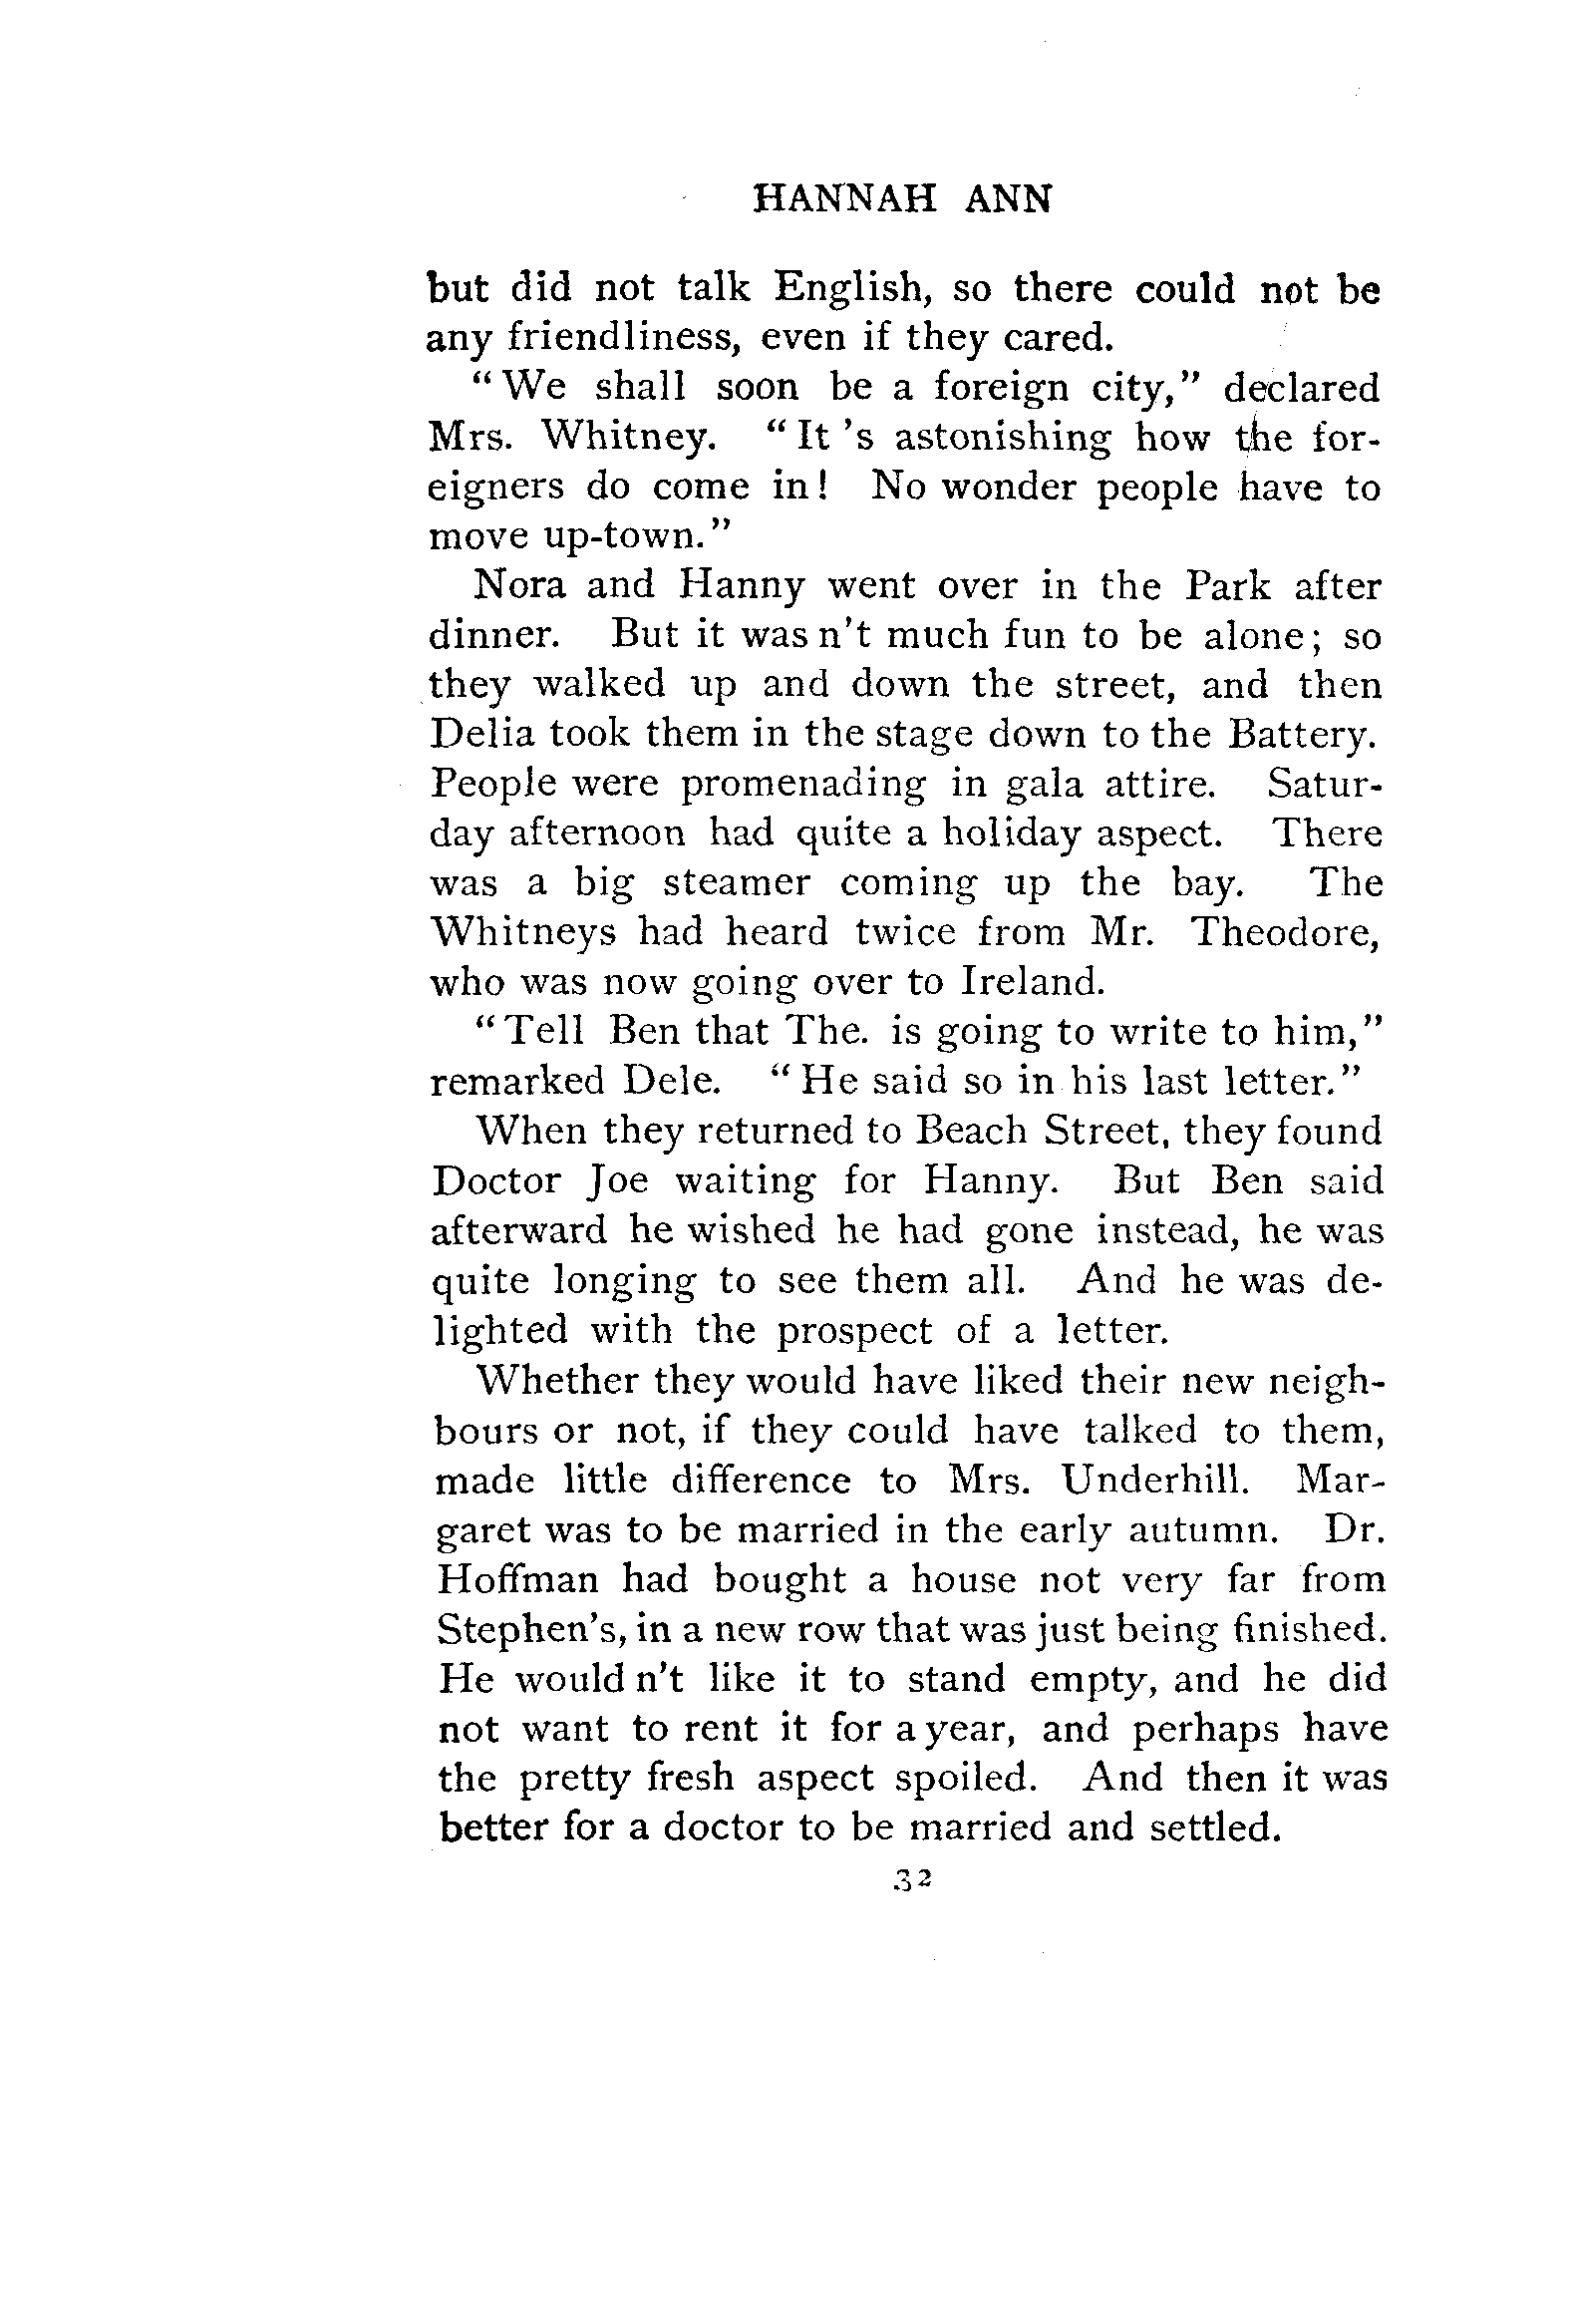 HANNAH ANN
but did not talk English, so there could not be
any friendliness, even if they cared.
“We shall soon be a foreign city,” declared
Mrs. Whitney. “It 's astonishing how the for-
eigners do come in! No wonder people have to
move up-town.”
Nora and Hanny went over in the Park after
dinner. But it was n't much fun to be alone; so
they walked up and down the street, and then
Delia took them in the stage down to the Battery.
People were promenading in gala attire. Satur-
day afternoon had quite a holiday aspect. There
was a big steamer coming up the bay. The
Whitneys had heard twice from Mr. Theodore,
who was now going over to Ireland.
“Tell Ben that The. is going to write to him,”
remarked Dele. “He said so in his last letter.”
When they returned to Beach Street, they found
Doctor Joe waiting for Hanny. But Ben said
afterward he wished he had gone instead, he was
quite longing to see them all. And he was de-
lighted with the prospect of a letter.
Whether they would have liked their new neigh-
bours or not, if they could have talked to them,
made little difference to Mrs. Underhill. Mar-
garet was to be married in the early autumn. Dr.
Hoffman had bought a house not very far from
Stephen's, in a new row that was just being finished.
He would n't like it to stand empty, and he did
not want to rent it for a year, and perhaps have
the pretty fresh aspect spoiled. And then it was
better for a doctor to be married and settled.
32